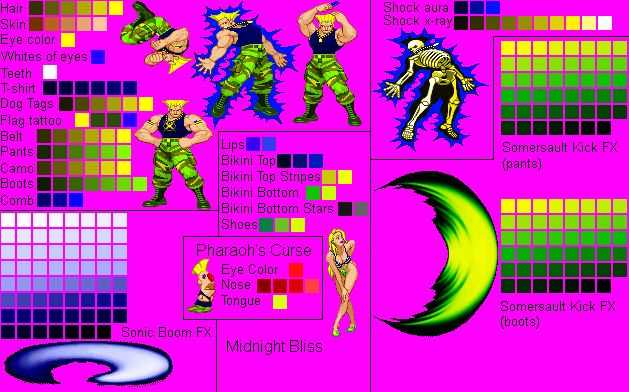 Hair
Skin
Eye color
Whites of eyes
Teeth
T-shirt
Dog Tags
Flag tattoo
Belt
Pants
Camo
Boots
Comb
Shock aura
Shock x-ray
Somersault Kick FX
(pants)
Lips
Bikini Top
Bikini Top Stripes
Bikini Bottom
Bikini Bottom Stars
Shoes
Pharaoh's Curse
Eye Color
Nose
Tongue
Sonic Boom FX
Midnight Bliss
Somersault Kick FX
(boots)